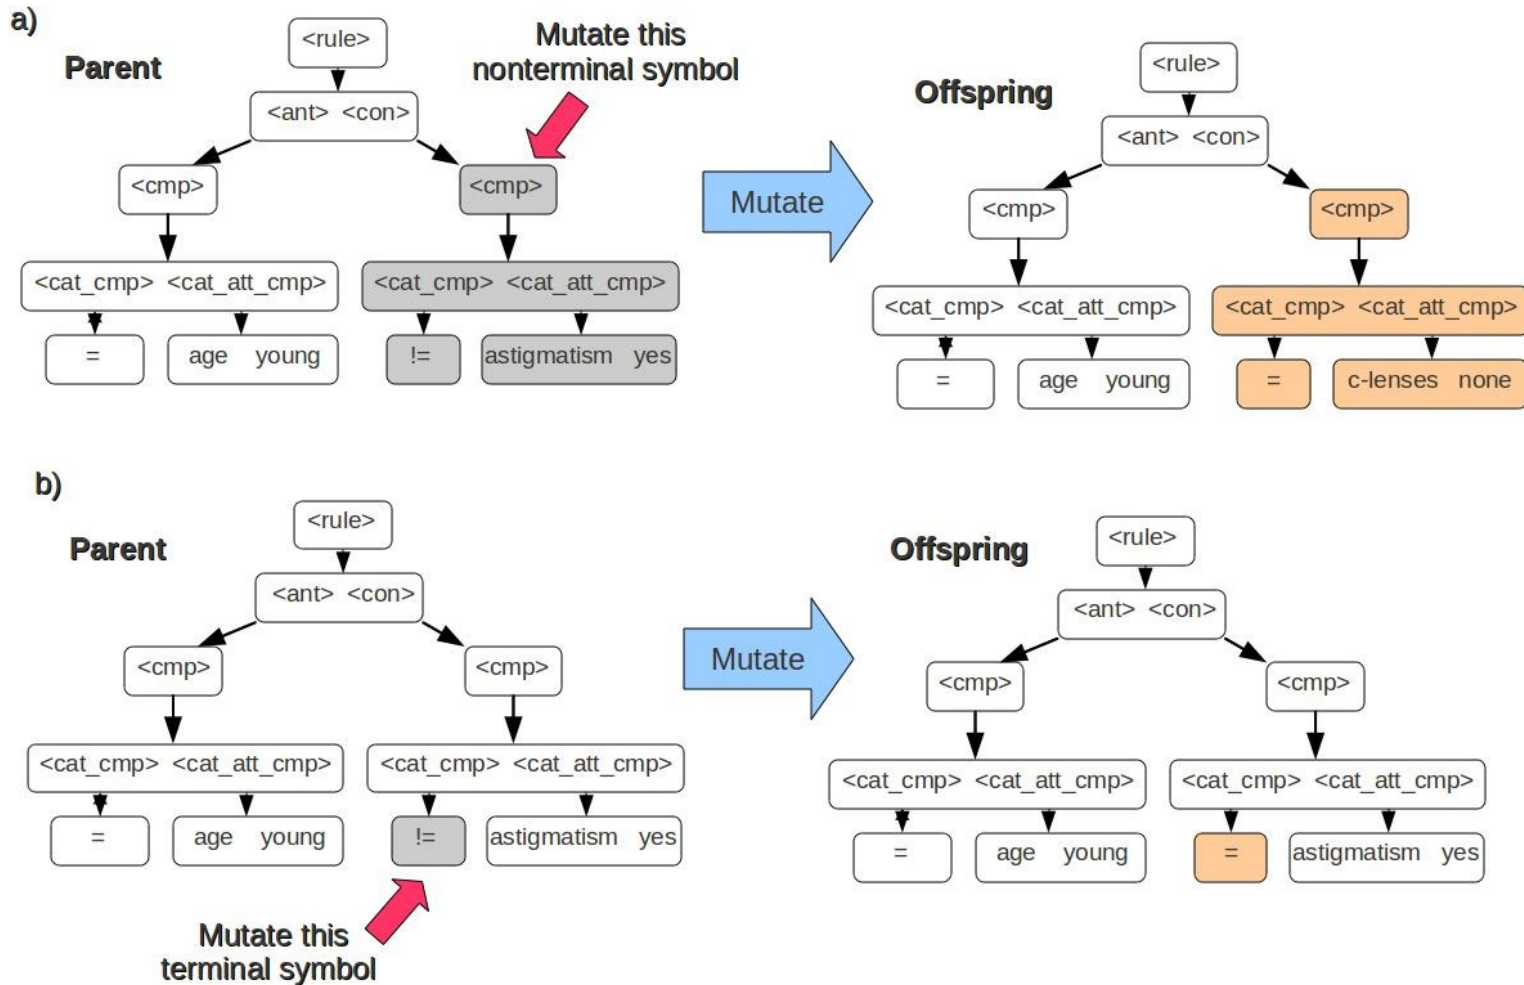 a)
Parent
<rule>
Mutate this
nonterminal symbol
<ant> <con>
<cmp> <cmp>
<cat_cmp> <cat_att_cmp> <cat_cmp> <cat_att_cmp>
= age young != astigmatism yes
Mutate
Offspring
<rule>
<ant> <con>
<cmp> <cmp>
<cat_cmp> <cat_att_cmp> <cat_cmp> <cat_att_cmp>
= age young = c-lenses none
b)
Parent
<rule>
<ant> <con>
<cmp> <cmp>
<cat_cmp> <cat_att_cmp> <cat_cmp> <cat_att_cmp>
= age young != astigmatism yes
Mutate this
terminal symbol
Mutate
Offspring
<rule>
<ant> <con>
<cmp> <cmp>
<cat_cmp> <cat_att_cmp> <cat_cmp> <cat_att_cmp>
= age young = astigmatism yes